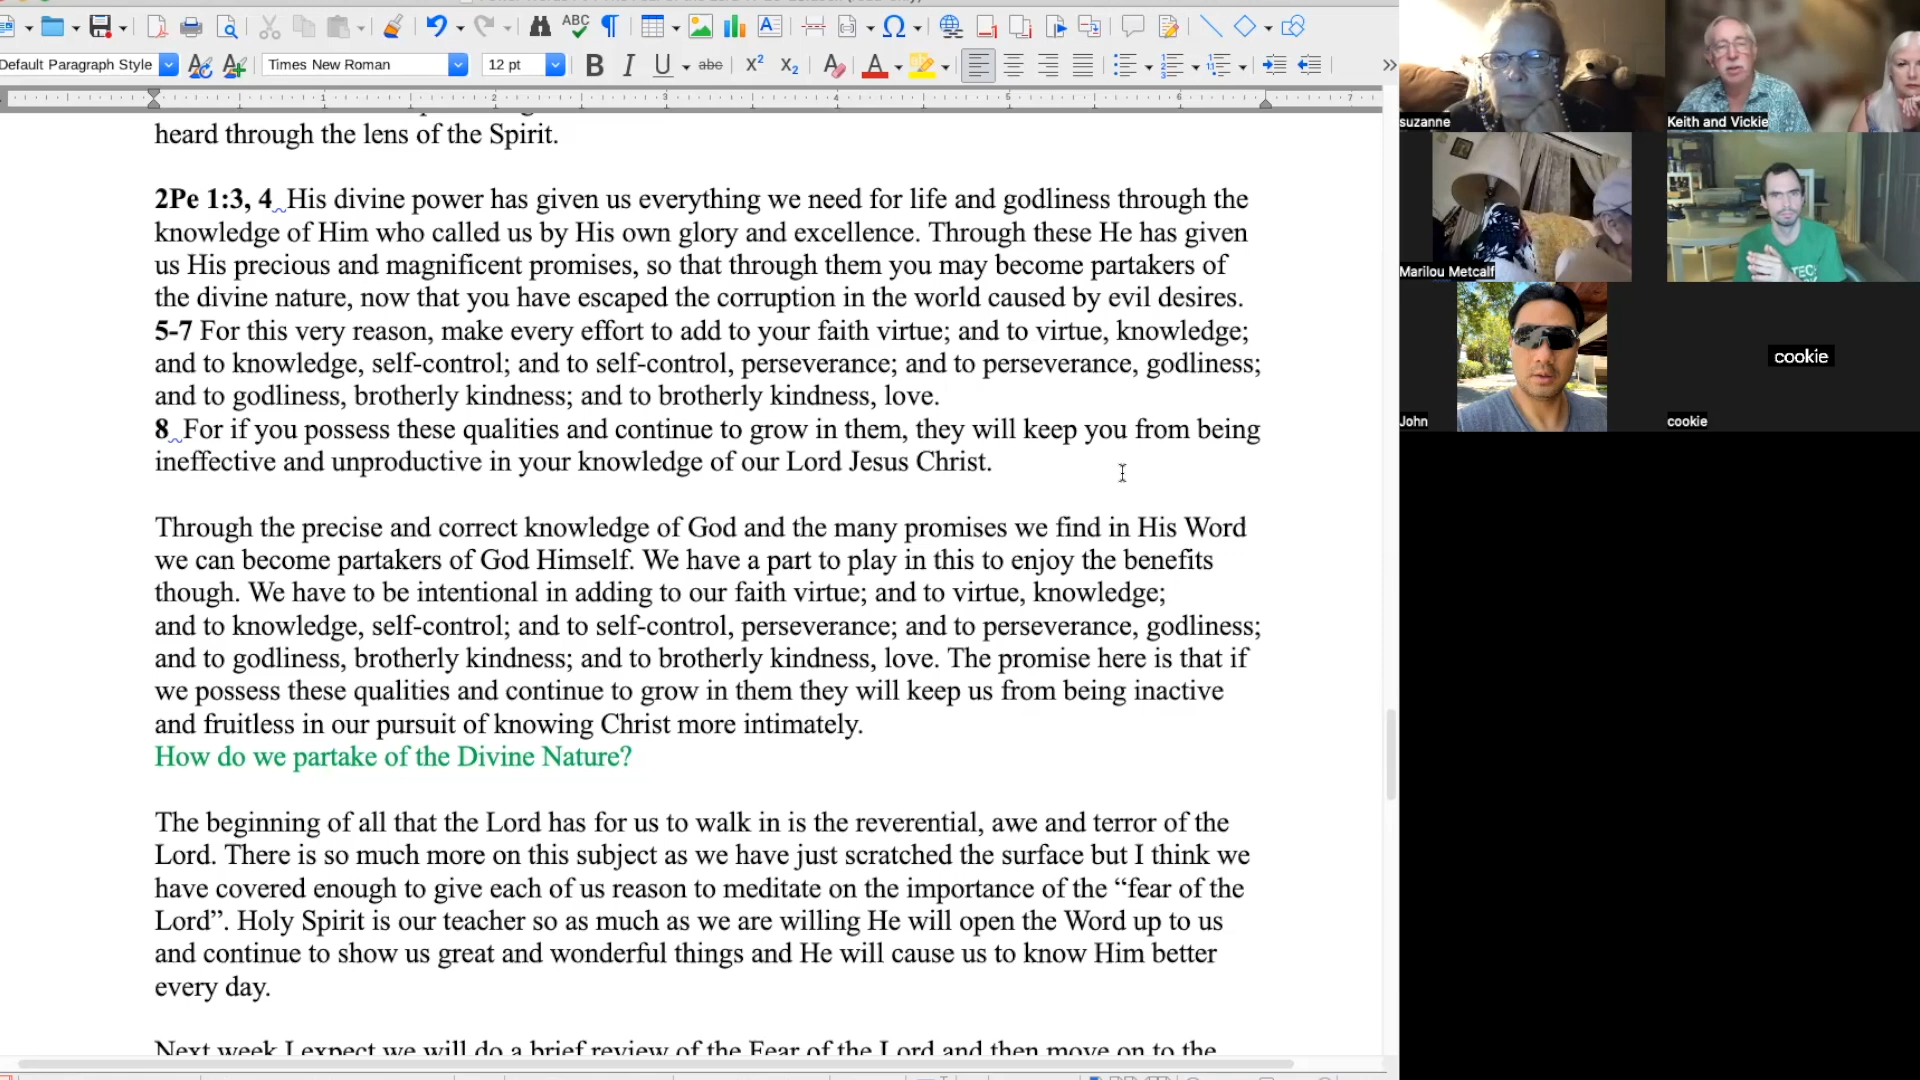 Default Paragraph Style
Times New Roman
12 pt
heard through the lens of the Spirit.
2Pe 1:3, 4 His divine power has given us everything we need for life and godliness through the
knowledge of Him who called us by His own glory and excellence. Through these He has given
us His precious and magnificent promises, so that through them you may become partakers of
the divine nature, now that you have escaped the corruption in the world caused by evil desires.
5-7 For this very reason, make every effort to add to your faith virtue; and to virtue, knowledge;
and to knowledge, self-control; and to self-control, perseverance; and to perseverance, godliness;
and to godliness, brotherly kindness; and to brotherly kindness, love.
8 For if you possess these qualities and continue to grow in them, they will keep you from being
ineffective and unproductive in your knowledge of our Lord Jesus Christ.
Through the precise and correct knowledge of God and the many promises we find in His Word
we can become partakers of God Himself. We have a part to play in this to enjoy the benefits
though. We have to be intentional in adding to our faith virtue; and to virtue, knowledge;
and to knowledge, self-control; and to self-control, perseverance; and to perseverance, godliness;
and to godliness, brotherly kindness; and to brotherly kindness, love. The promise here is that if
we possess these qualities and continue to grow in them they will keep us from being inactive
and fruitless in our pursuit of knowing Christ more intimately.
How do we partake of the Divine Nature?
The beginning of all that the Lord has for us to walk in is the reverential, awe and terror of the
Lord. There is so much more on this subject as we have just scratched the surface but I think we
have covered enough to give each of us reason to meditate on the importance of the “fear of the
Lord”. Holy Spirit is our teacher so as much as we are willing He will open the Word up to us
and continue to show us great and wonderful things and He will cause us to know Him better
every day.
Next week I expect we will do a brief review of the Fear of the Lord and then move on to the
suzanne
Keith and Vickie
Marilou Metcalf
John
cookie
cookie